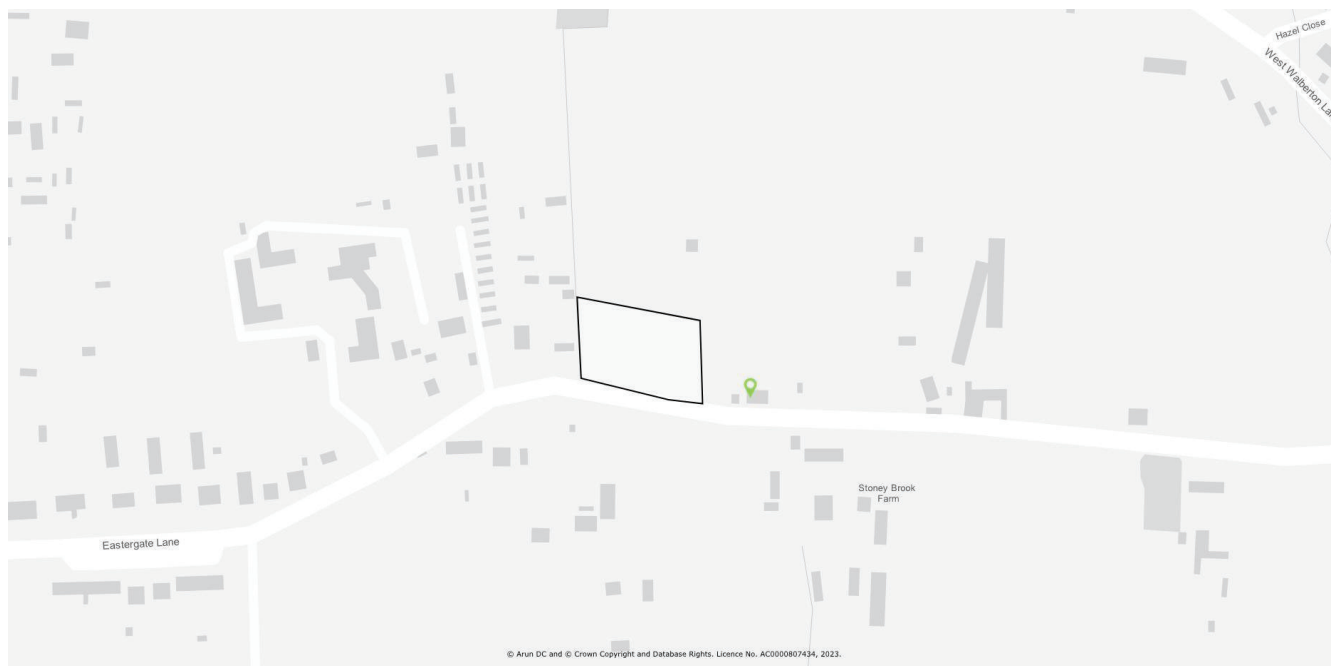 Hazel Close
West Walberton La
Stoney Brook
Farm
Eastergate Lane
© Arun DC and © Crown Copyright and Database Rights. Licence No. AC0000807434, 2023.